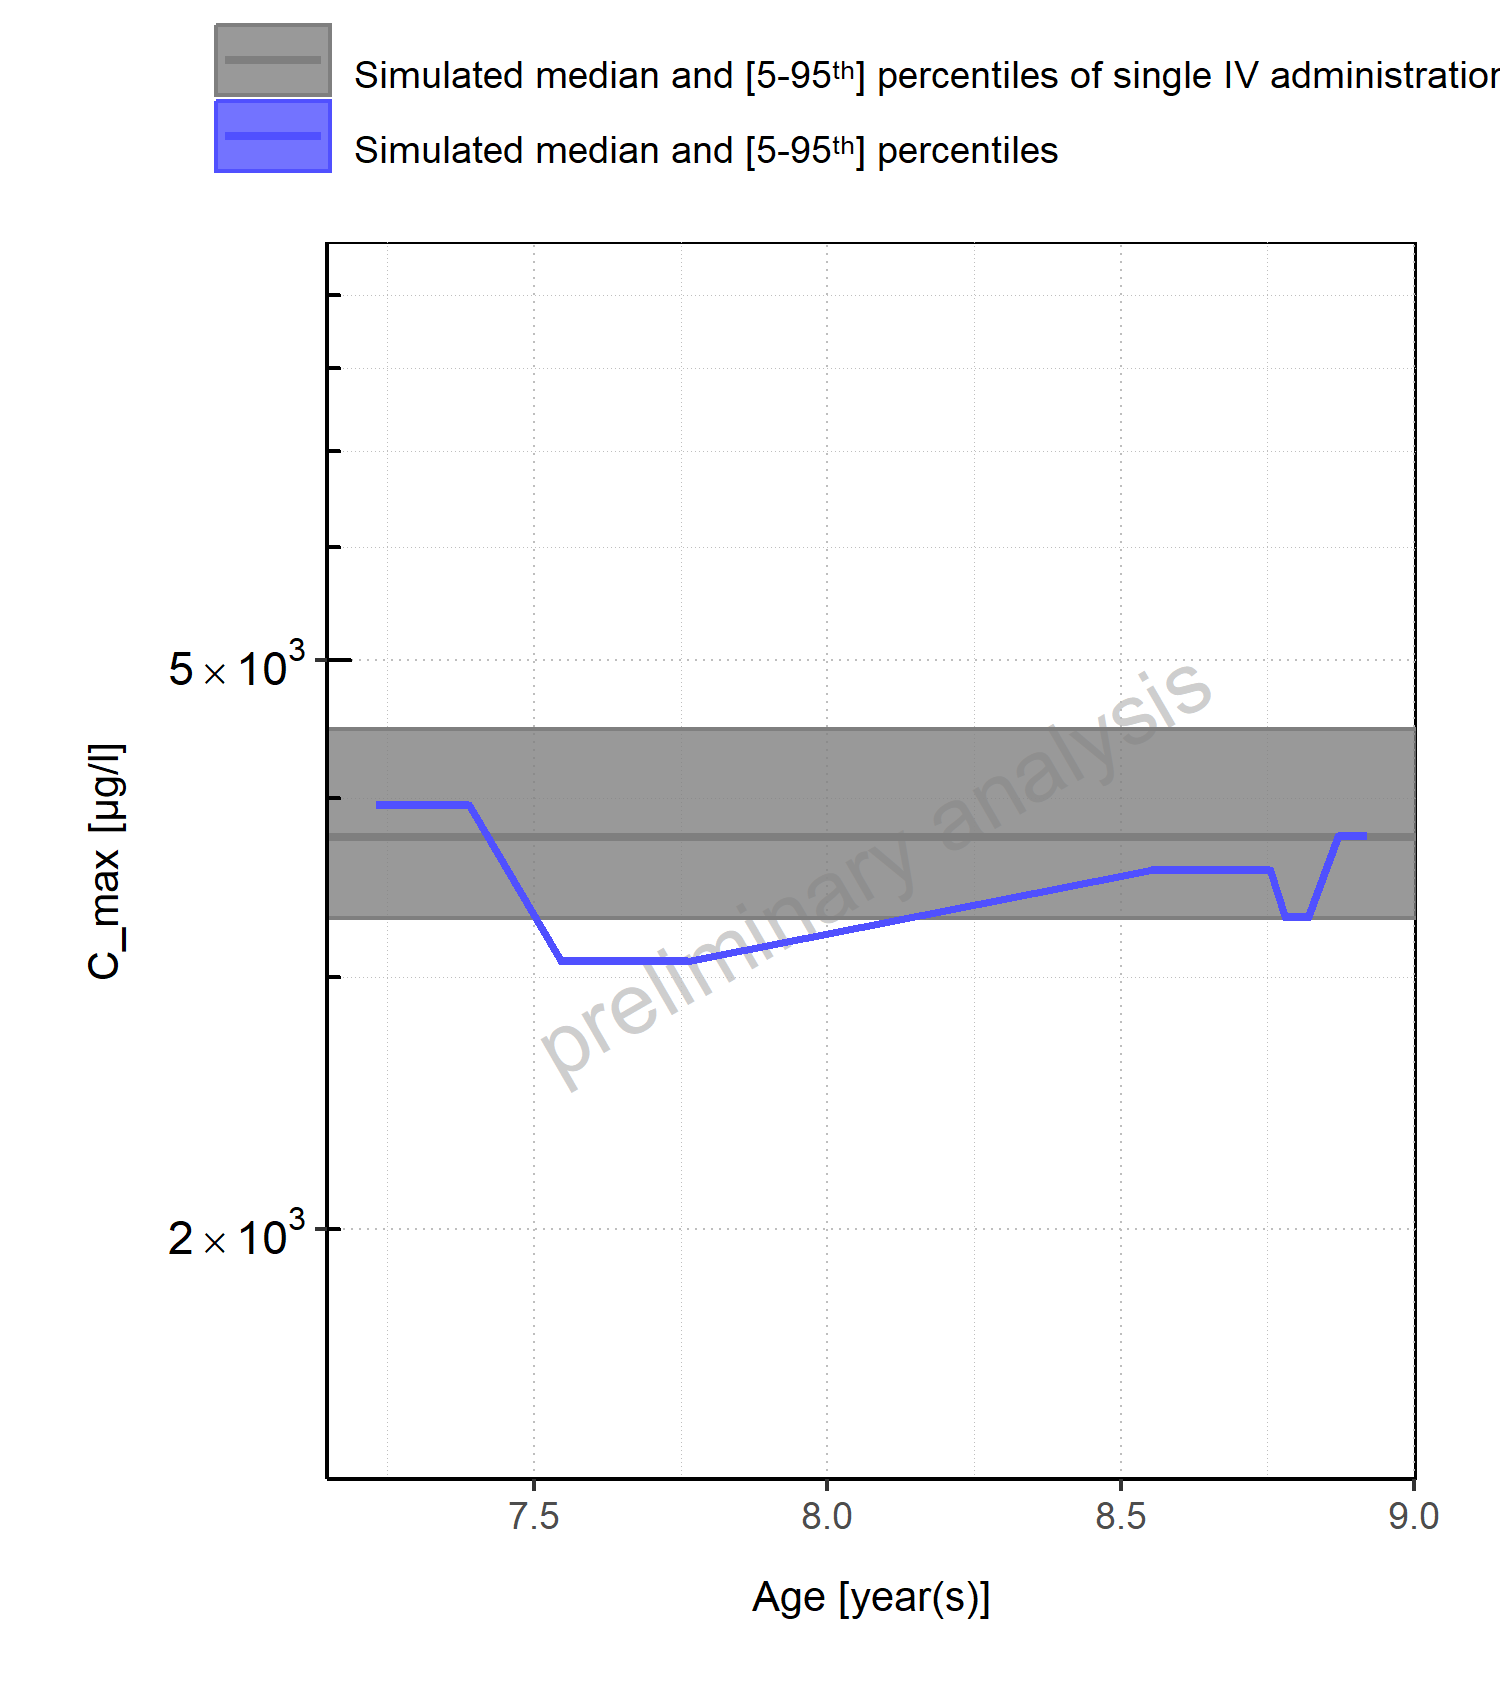 Simulated median and [5-95ᵗʰ] percentiles of single IV administration
Simulated median and [5-95ᵗʰ] percentiles
5 × 10³
2 × 10³
C_max [µg/l]
preliminary analysis
7.5 8.0 8.5 9.0
Age [year(s)]